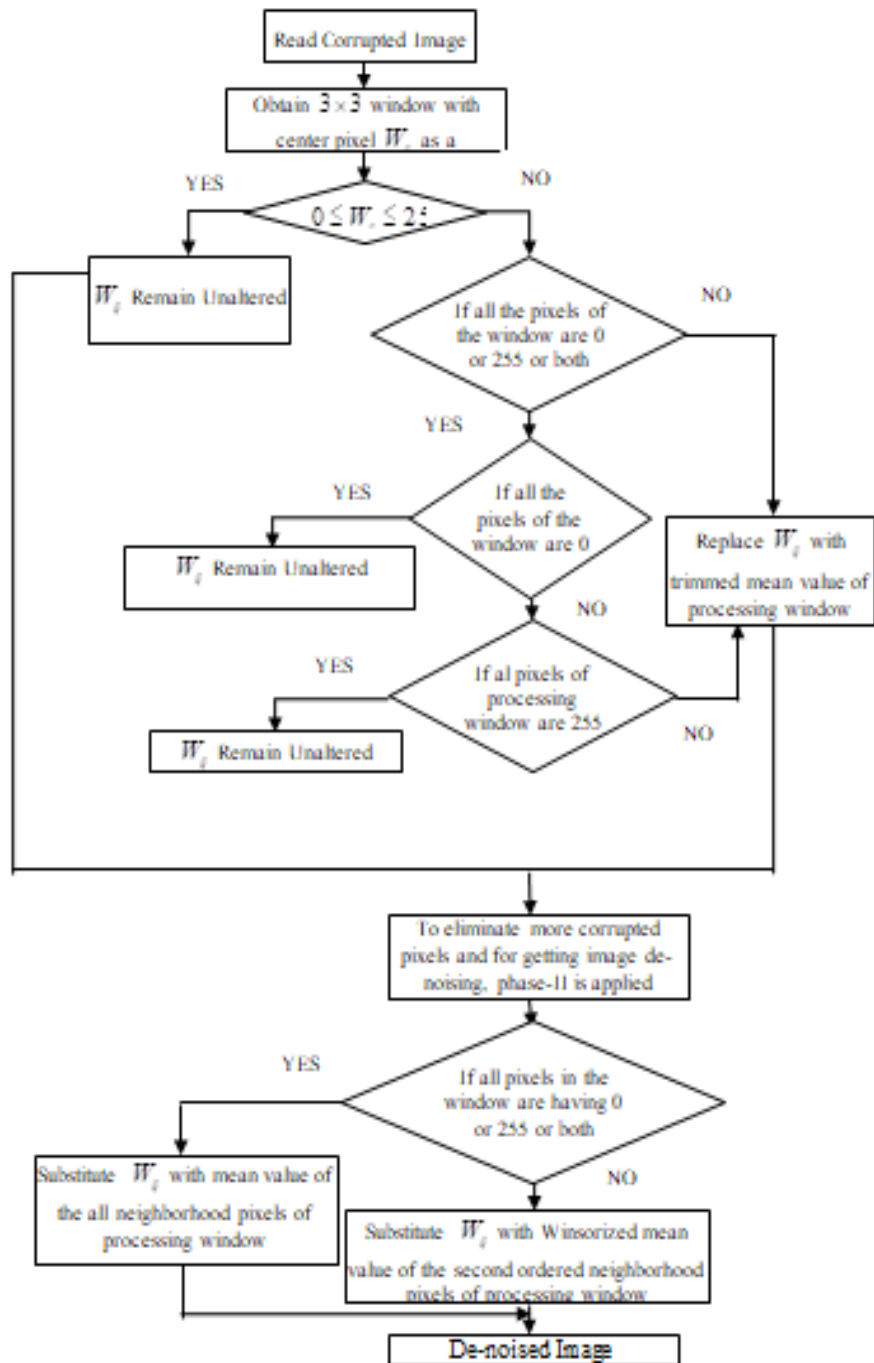 Read Corrupted Image
Obtain 3×3 window with
center pixel W as a
YES
NO
0 ≤ W ≤ 25
W_ij Remain Unaltered
NO
If all the pixels of
the window are 0
or 255 or both
YES
YES
If all the
pixels of the
window are 0
W_ij Remain Unaltered
Replace W_ij with
trimmed mean value of
processing window
NO
YES
If al pixels of
processing
window are 255
NO
W_ij Remain Unaltered
To eliminate more corrupted
pixels and for getting image de-
noising, phase-II is applied
YES
If all pixels in the
window are having 0
or 255 or both
NO
Substitute W_ij with mean value of
the all neighborhood pixels of
processing window
Substitute W_ij with Winsorized mean
value of the second ordered neighborhood
pixels of processing window
De-noised Image